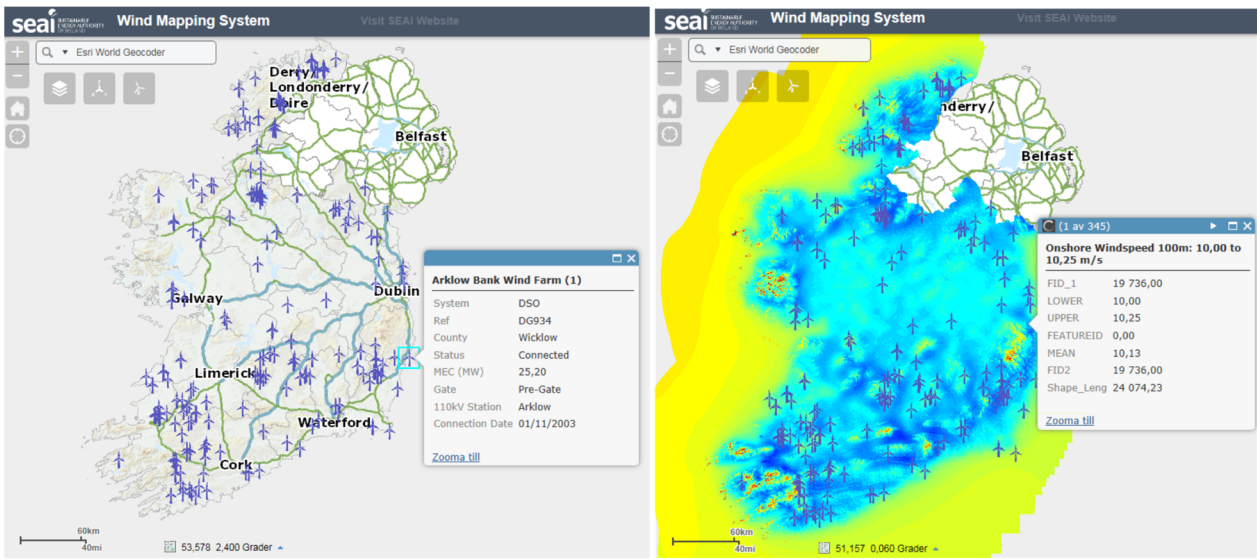 seai SUSTAINABLE ENERGY AUTHORITY OF IRELAND Wind Mapping System Visit SEAI Website
Esri World Geocoder
Derry/
Londonderry/
Doire
Belfast
Galway
Dublin
Limerick
Waterford
Cork
Arklow Bank Wind Farm (1)
System DSO
Ref DG934
County Wicklow
Status Connected
MEC (MW) 25,20
Gate Pre-Gate
110kV Station Arklow
Connection Date 01/11/2003
Zooma till
60km
40mi
53,578 2,400 Grader
seai SUSTAINABLE ENERGY AUTHORITY OF IRELAND Wind Mapping System Visit SEAI Website
Esri World Geocoder
nderry/
Belfast
(1 av 345)
Onshore Windspeed 100m: 10,00 to
10,25 m/s
FID_1 19 736,00
LOWER 10,00
UPPER 10,25
FEATUREID 0,00
MEAN 10,13
FID2 19 736,00
Shape_Leng 24 074,23
Zooma till
60km
40mi
51,157 0,060 Grader